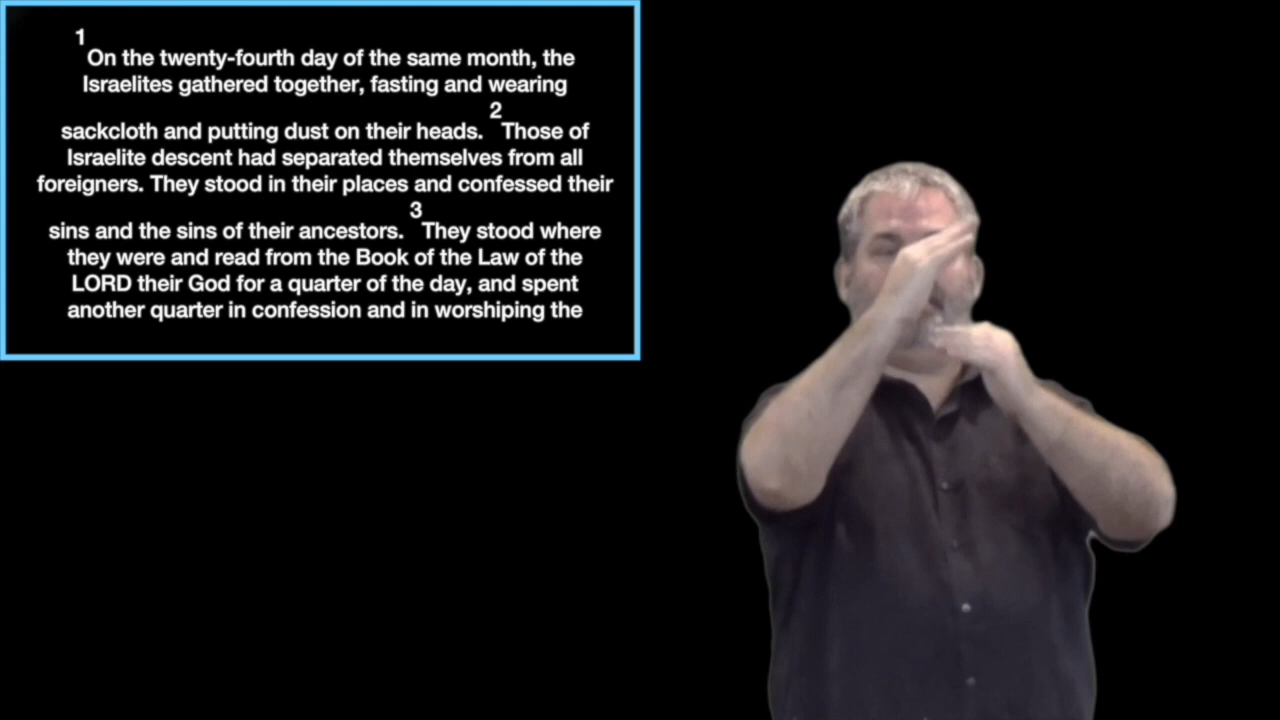 1
On the twenty-fourth day of the same month, the
Israelites gathered together, fasting and wearing
sackcloth and putting dust on their heads. 2 Those of
Israelite descent had separated themselves from all
foreigners. They stood in their places and confessed their
sins and the sins of their ancestors. 3 They stood where
they were and read from the Book of the Law of the
LORD their God for a quarter of the day, and spent
another quarter in confession and in worshiping the